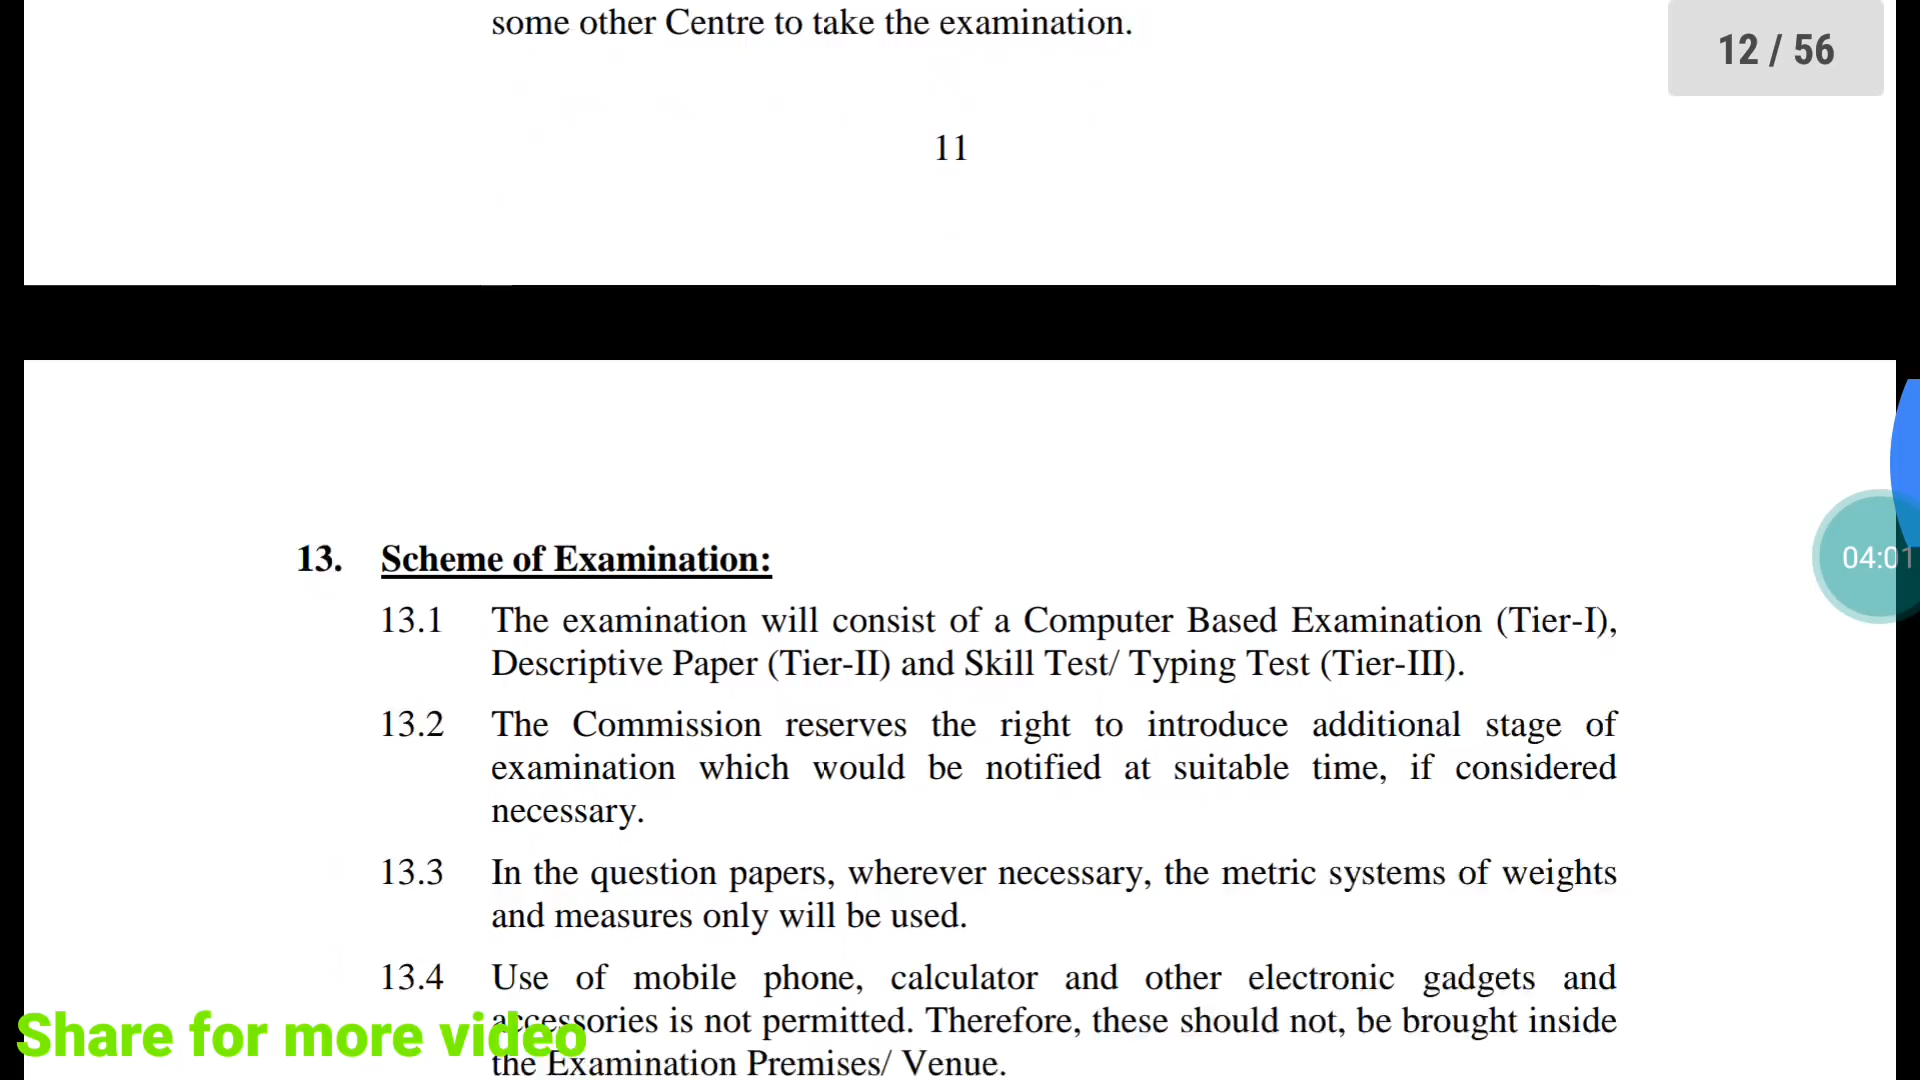 some other Centre to take the examination.
12 / 56
11
13. Scheme of Examination:
13.1 The examination will consist of a Computer Based Examination (Tier-I),
Descriptive Paper (Tier-II) and Skill Test/ Typing Test (Tier-III).
13.2 The Commission reserves the right to introduce additional stage of
examination which would be notified at suitable time, if considered
necessary.
13.3 In the question papers, wherever necessary, the metric systems of weights
and measures only will be used.
13.4 Use of mobile phone, calculator and other electronic gadgets and
accessories is not permitted. Therefore, these should not, be brought inside
the Examination Premises/ Venue.
04:01
Share for more video